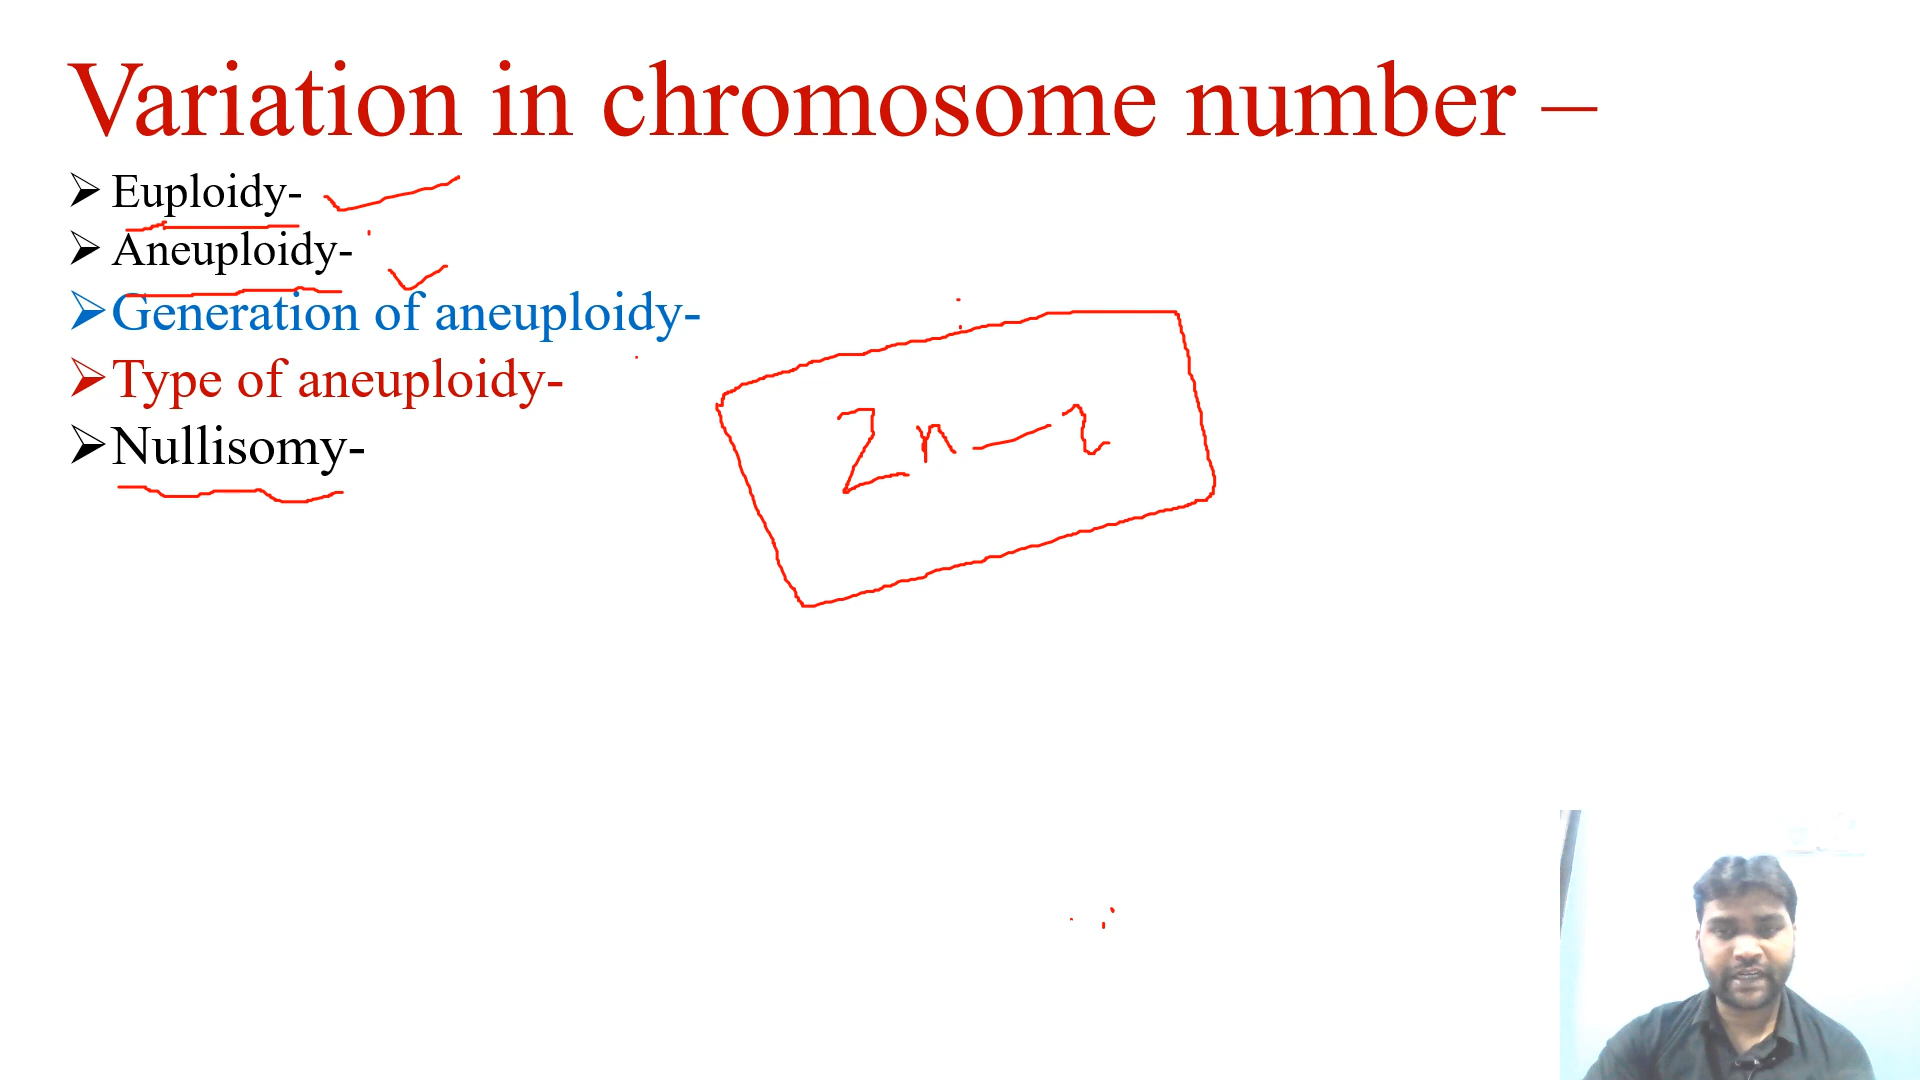 Variation in chromosome number –
Euploidy-
Aneuploidy-
Generation of aneuploidy-
Type of aneuploidy-
Nullisomy-
2n-2